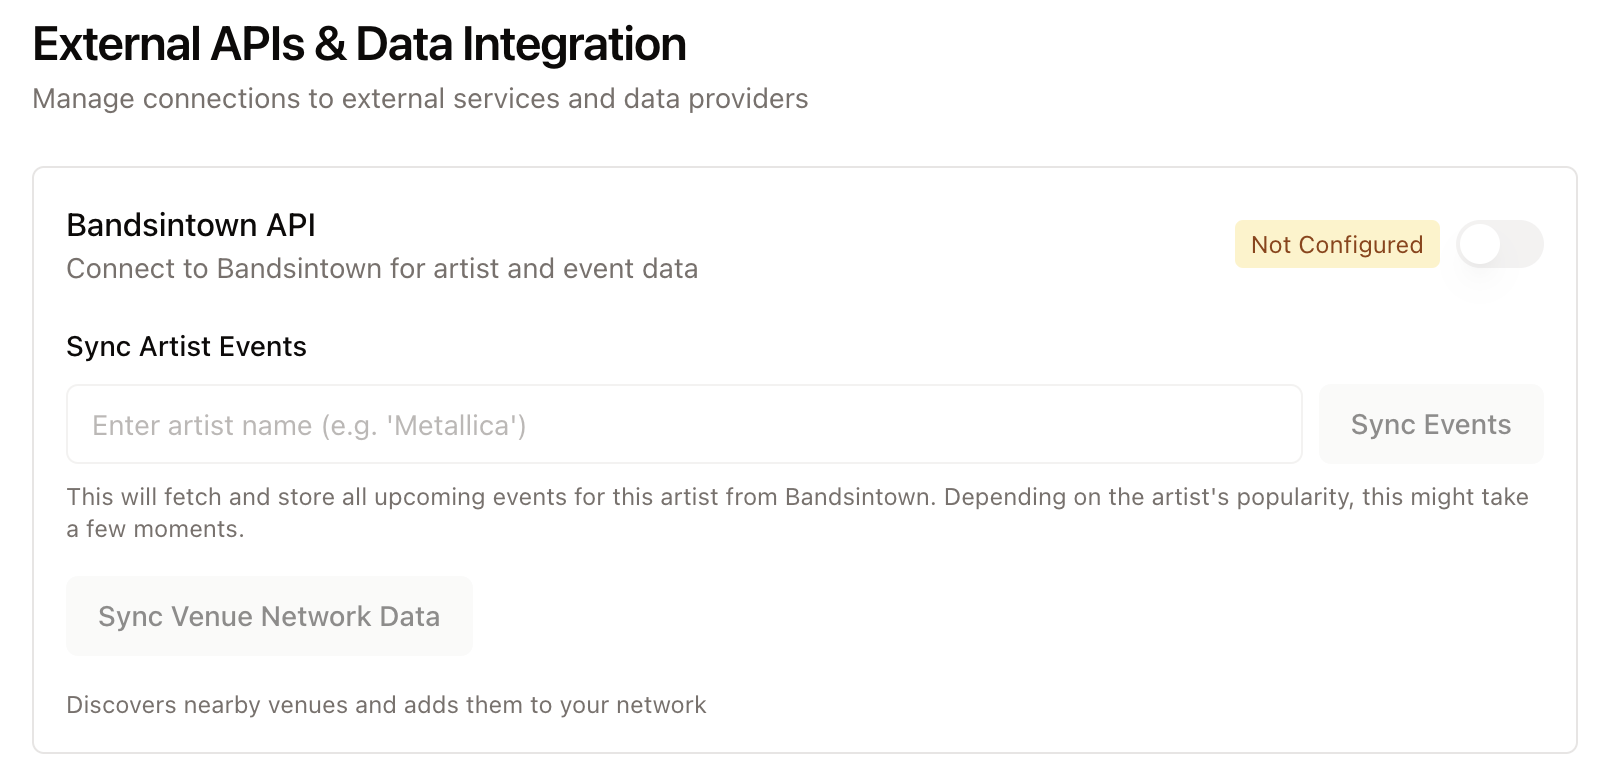 External APIs & Data Integration
Manage connections to external services and data providers
Bandsintown API
Not Configured
Connect to Bandsintown for artist and event data
Sync Artist Events
Enter artist name (e.g. 'Metallica')
Sync Events
This will fetch and store all upcoming events for this artist from Bandsintown. Depending on the artist's popularity, this might take
a few moments.
Sync Venue Network Data
Discovers nearby venues and adds them to your network